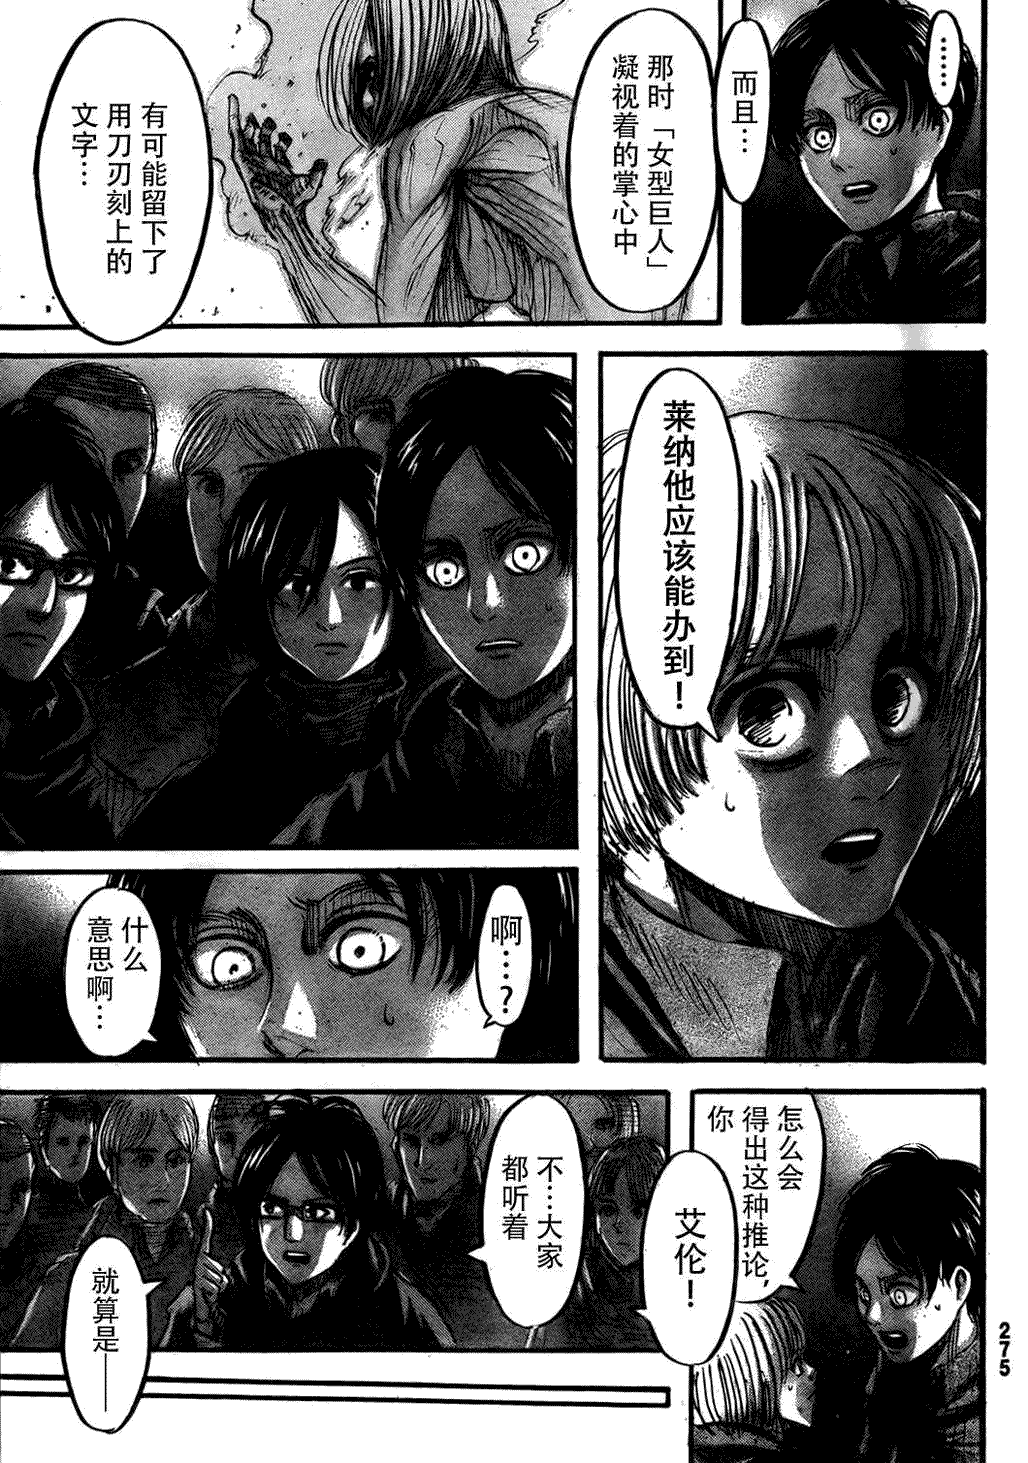 ……
而且…
那时「女型巨人」
凝视着的掌心中
有可能留下了
用刀刃刻上的
文字…
莱纳他应该能办到！
啊…?
什么
意思啊…
怎么会
得出这种推论,
你
艾伦！
不…大家
都听着
就算是——
275